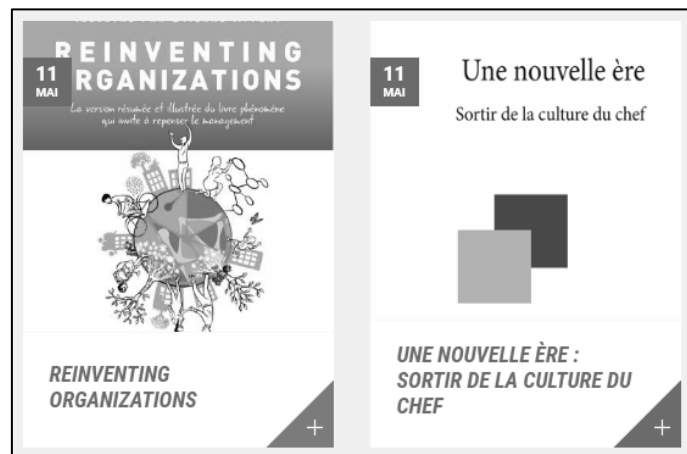 REINVENTING
ORGANIZATIONS
La version résumée et illustrée du livre phénomène
qui invite à repenser le management
11
MAI
REINVENTING
ORGANIZATIONS
+
11
MAI
Une nouvelle ère
Sortir de la culture du chef
UNE NOUVELLE ÈRE :
SORTIR DE LA CULTURE DU
CHEF
+